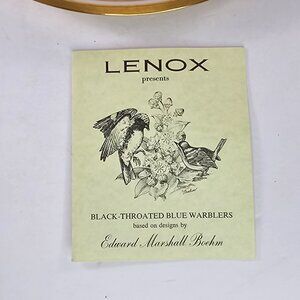 LENOX
presents
BLACK-THROATED BLUE WARBLERS
based on designs by
Edward Marshall Boehm